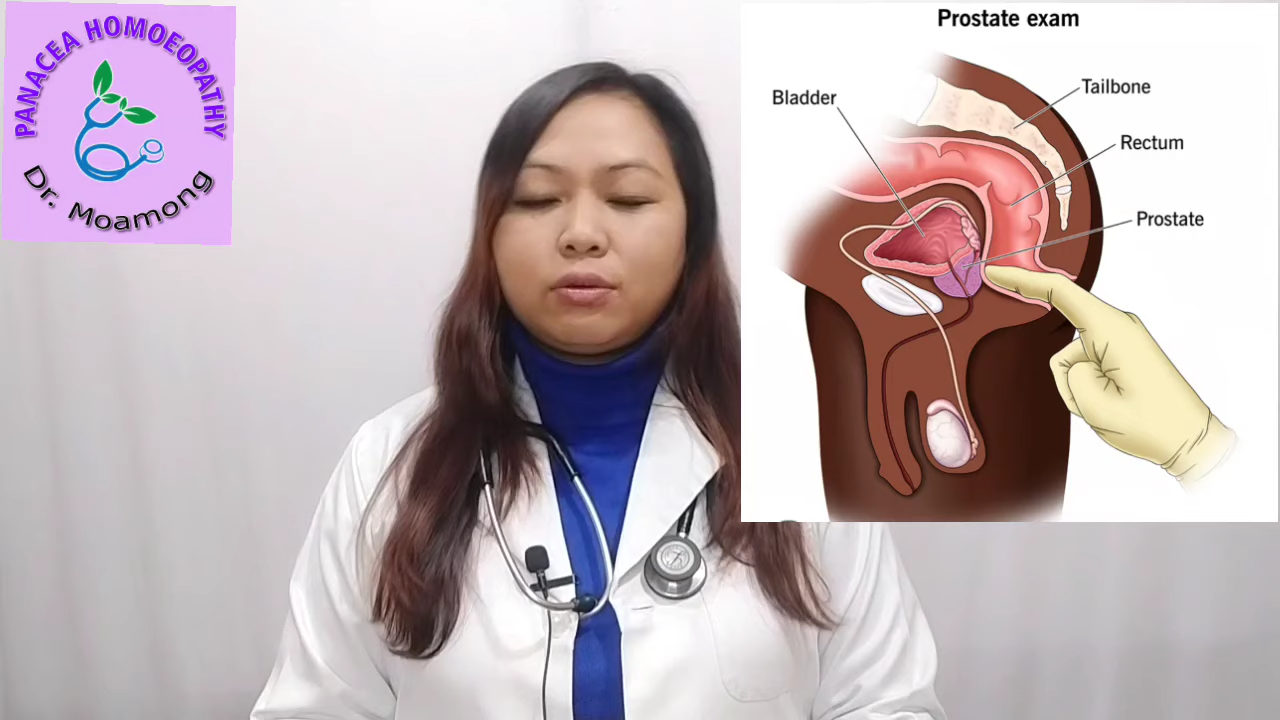 PANACEA HOMOEOPATHY
Dr. Moamong
Prostate exam
Bladder
Tailbone
Rectum
Prostate